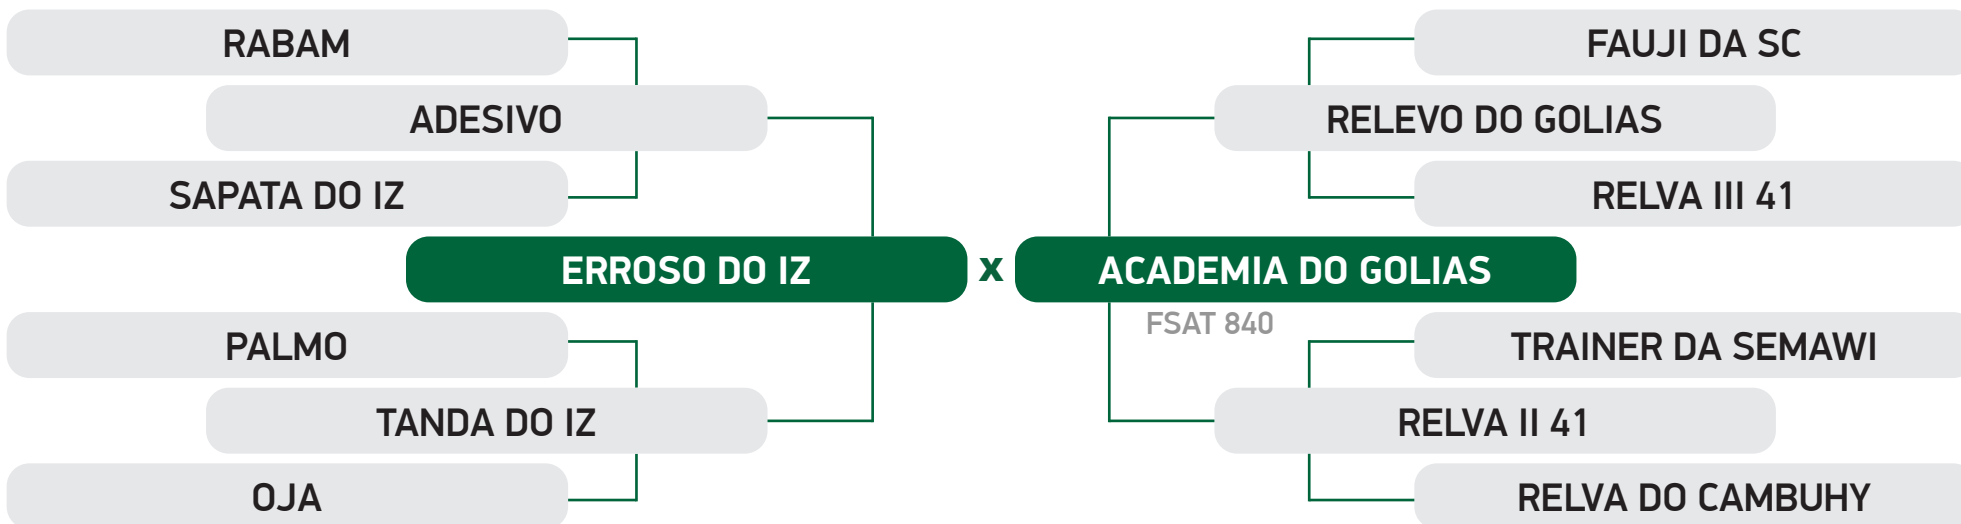 RABAM
FAUJI DA SC
ADESIVO
RELEVO DO GOLIAS
SAPATA DO IZ
RELVA III 41
ERROSO DO IZ x ACADEMIA DO GOLIAS
FSAT 840
PALMO
TRAINER DA SEMAWI
TANDA DO IZ
RELVA II 41
OJA
RELVA DO CAMBUHY